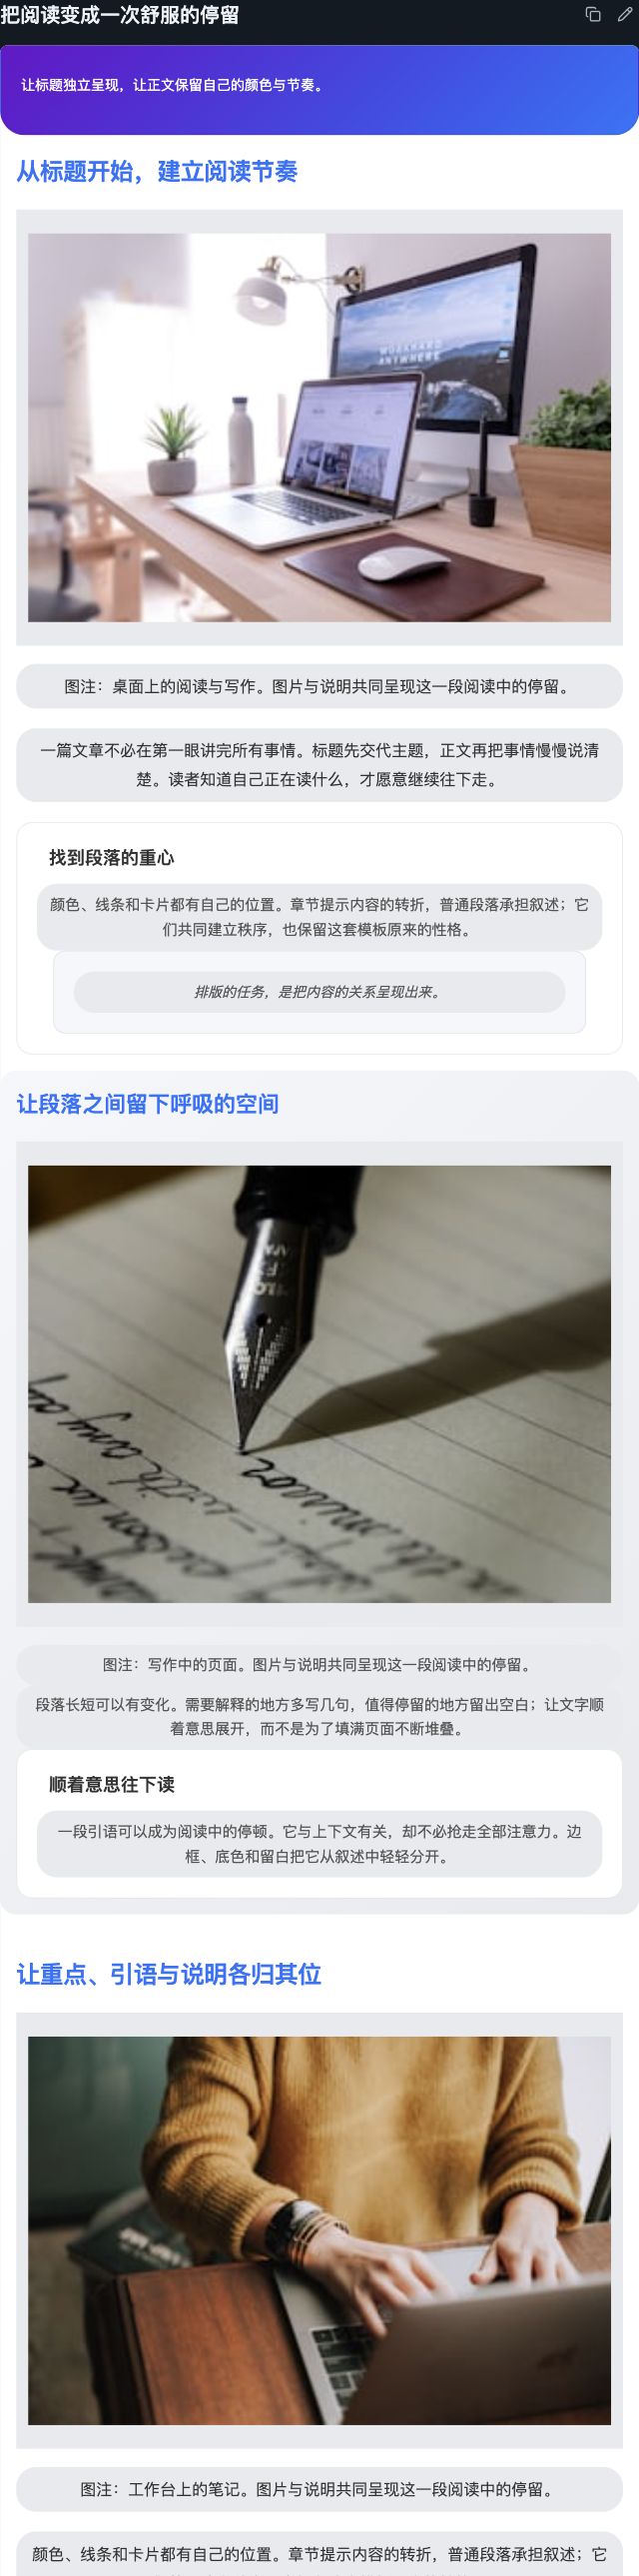 把阅读变成一次舒服的停留
让标题独立呈现，让正文保留自己的颜色与节奏。
从标题开始，建立阅读节奏
WORKHARD
ANYWHERE
图注：桌面上的阅读与写作。图片与说明共同呈现这一段阅读中的停留。
一篇文章不必在第一眼讲完所有事情。标题先交代主题，正文再把事情慢慢说清
楚。读者知道自己正在读什么，才愿意继续往下走。
找到段落的重心
颜色、线条和卡片都有自己的位置。章节提示内容的转折，普通段落承担叙述；它
们共同建立秩序，也保留这套模板原来的性格。
排版的任务，是把内容的关系呈现出来。
让段落之间留下呼吸的空间
图注：写作中的页面。图片与说明共同呈现这一段阅读中的停留。
段落长短可以有变化。需要解释的地方多写几句，值得停留的地方留出空白；让文字顺
着意思展开，而不是为了填满页面不断堆叠。
顺着意思往下读
一段引语可以成为阅读中的停顿。它与上下文有关，却不必抢走全部注意力。边
框、底色和留白把它从叙述中轻轻分开。
让重点、引语与说明各归其位
图注：工作台上的笔记。图片与说明共同呈现这一段阅读中的停留。
颜色、线条和卡片都有自己的位置。章节提示内容的转折，普通段落承担叙述；它